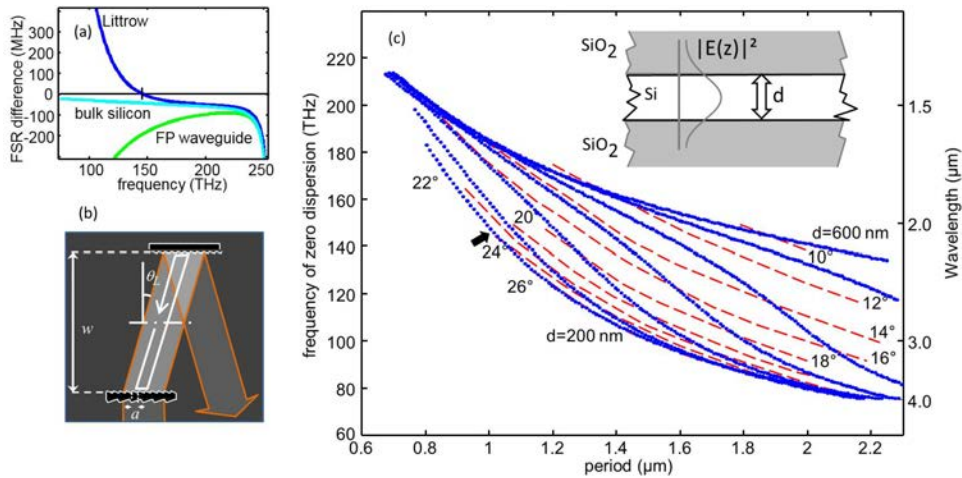 (a)
Littrow
bulk silicon
FP waveguide
FSR difference (MHz)
400
300
200
100
0
-100
-200
100 150 200 250
frequency (THz)
(b)
θL
w
a
(c)
SiO2
Si
SiO2
|E(z)|²
d
22°
24°
26°
20
18°
16°
14°
12°
10°
d=600 nm
d=200 nm
frequency of zero dispersion (THz)
220
200
180
160
140
120
100
80
60
0.6 0.8 1 1.2 1.4 1.6 1.8 2 2.2
period (µm)
1.5
2.0
3.0
4.0
Wavelength (µm)